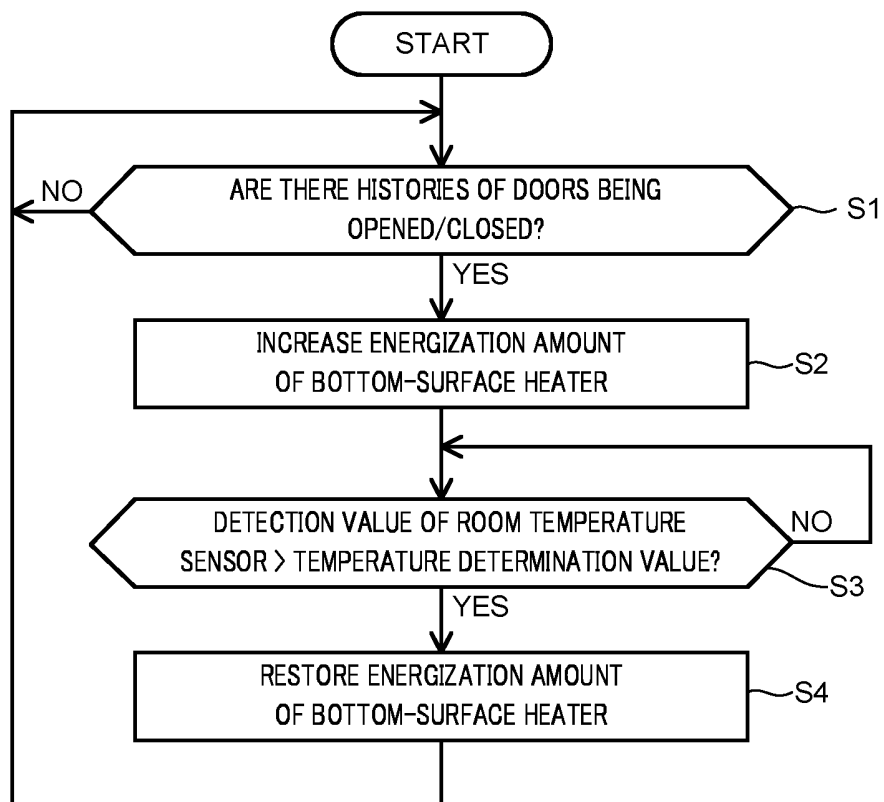 START
NO
ARE THERE HISTORIES OF DOORS BEING
OPENED/CLOSED?
S1
YES
INCREASE ENERGIZATION AMOUNT
OF BOTTOM-SURFACE HEATER
S2
DETECTION VALUE OF ROOM TEMPERATURE
SENSOR > TEMPERATURE DETERMINATION VALUE?
NO
S3
YES
RESTORE ENERGIZATION AMOUNT
OF BOTTOM-SURFACE HEATER
S4